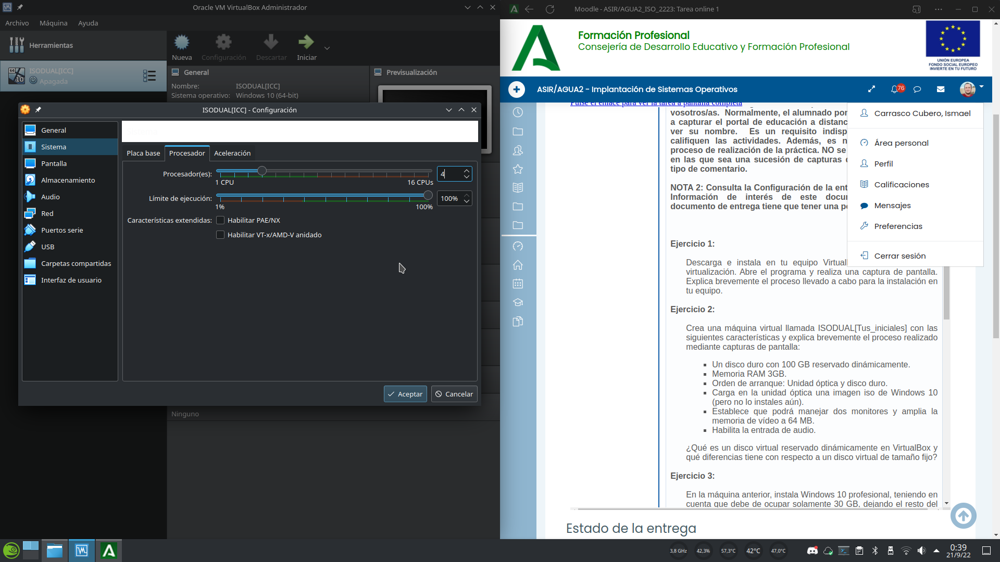 Oracle VM VirtualBox Administrador
Archivo Máquina Ayuda
Herramientas
Nueva Configuración Descartar Iniciar
ISODUAL[ICC]
Apagada
64
10
General
Nombre: ISODUAL[ICC]
Sistema operativo: Windows 10 (64-bit)
Previsualización
ISODUAL[ICC] - Configuración
General
Sistema
Pantalla
Almacenamiento
Audio
Red
Puertos serie
USB
Carpetas compartidas
Interfaz de usuario
Placa base Procesador Aceleración
Procesador(es): 4
1 CPU 16 CPUs
Límite de ejecución: 100%
1% 100%
Características extendidas: Habilitar PAE/NX
Habilitar VT-x/AMD-V anidado
Aceptar Cancelar
Ninguno
Moodle - ASIR/AGUA2_ISO_2223: Tarea online 1
Formación Profesional
Consejería de Desarrollo Educativo y Formación Profesional
UNIÓN EUROPEA
FONDO SOCIAL EUROPEO
INVIERTE EN TU FUTURO
ASIR/AGUA2 - Implantación de Sistemas Operativos
76
Pulse el enlace para ver la tarea a pantalla completa
vosotros/as. Normalmente, el alumnado por
a capturar el portal de educación a distanc
ver su nombre. Es un requisito indisp
califiquen las actividades. Además, es n
proceso de realización de la práctica. NO se
en las que sea una sucesión de capturas
tipo de comentario.
NOTA 2: Consulta la Configuración de la ent
Información de interés de este docu
documento de entrega tiene que tener una p
Carrasco Cubero, Ismael
Área personal
Perfil
Calificaciones
Mensajes
Preferencias
Cerrar sesión
Ejercicio 1:
Descarga e instala en tu equipo Virtual
virtualización. Abre el programa y realiza una captura de pantalla.
Explica brevemente el proceso llevado a cabo para la instalación en
tu equipo.
Ejercicio 2:
Crea una máquina virtual llamada ISODUAL[Tus_iniciales] con las
siguientes características y explica brevemente el proceso realizado
mediante capturas de pantalla:
Un disco duro con 100 GB reservado dinámicamente.
Memoria RAM 3GB.
Orden de arranque: Unidad óptica y disco duro.
Carga en la unidad óptica una imagen iso de Windows 10
(pero no lo instales aún).
Establece que podrá manejar dos monitores y amplia la
memoria de vídeo a 64 MB.
Habilita la entrada de audio.
¿Qué es un disco virtual reservado dinámicamente en VirtualBox y
qué diferencias tiene con respecto a un disco virtual de tamaño fijo?
Ejercicio 3:
En la máquina anterior, instala Windows 10 profesional, teniendo en
cuenta que debe de ocupar solamente 30 GB, dejando el resto del
Estado de la entrega
3,8 GHz 42,3% 57,3°C 42°C 47,0°C
0:39
21/9/22